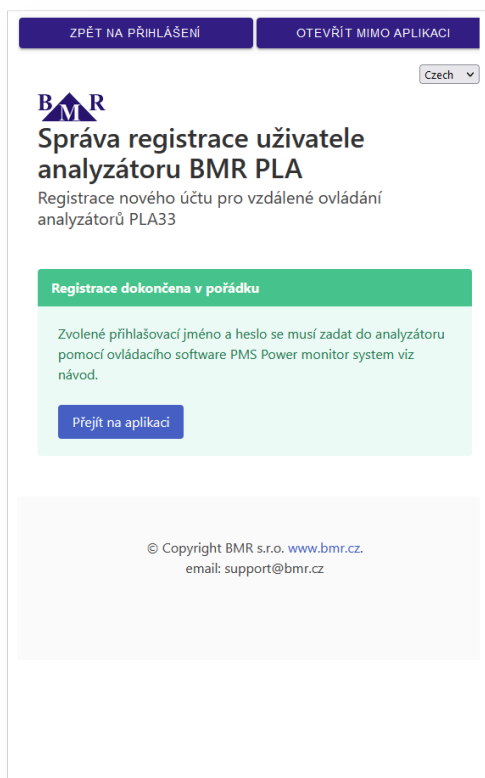 ZPĚT NA PŘIHLÁŠENÍ
OTEVŘÍT MIMO APLIKACI
Czech
BMR
Správa registrace uživatele
analyzátoru BMR PLA
Registrace nového účtu pro vzdálené ovládání
analyzátorů PLA33
Registrace dokončena v pořádku
Zvolené přihlašovací jméno a heslo se musí zadat do analyzátoru
pomocí ovládacího software PMS Power monitor system viz
návod.
Přejít na aplikaci
© Copyright BMR s.r.o. www.bmr.cz.
email: support@bmr.cz